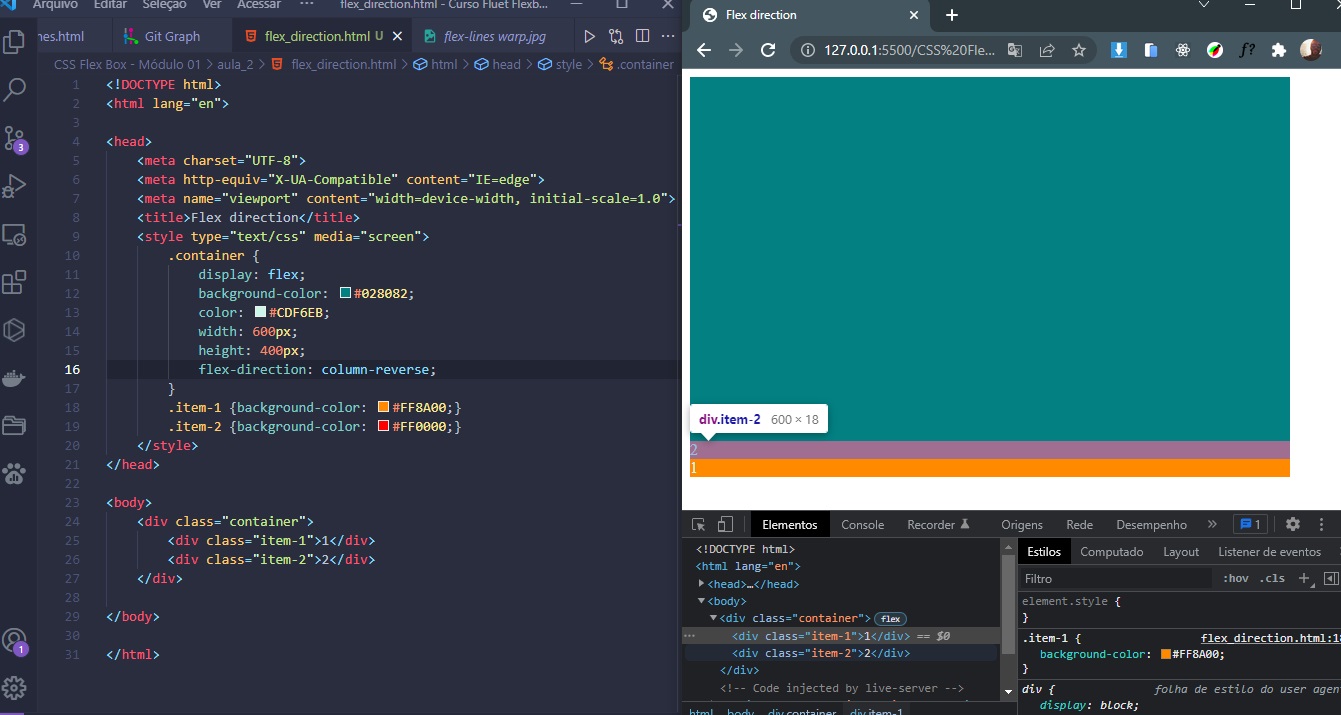 Arquivo Editar Seleção Ver Acessar ··· flex_direction.html - Curso Fluet Flexb...
nes.html Git Graph flex_direction.html U flex-lines warp.jpg
CSS Flex Box - Módulo 01 > aula_2 > flex_direction.html > html > head > style > .container
1 <!DOCTYPE html>
2 <html lang="en">
3
4 <head>
5 <meta charset="UTF-8">
6 <meta http-equiv="X-UA-Compatible" content="IE=edge">
7 <meta name="viewport" content="width=device-width, initial-scale=1.0">
8 <title>Flex direction</title>
9 <style type="text/css" media="screen">
10 .container {
11 display: flex;
12 background-color: #028082;
13 color: #CDF6EB;
14 width: 600px;
15 height: 400px;
16 flex-direction: column-reverse;
17 }
18 .item-1 {background-color: #FF8A00;}
19 .item-2 {background-color: #FF0000;}
20 </style>
21 </head>
22
23 <body>
24 <div class="container">
25 <div class="item-1">1</div>
26 <div class="item-2">2</div>
27 </div>
28
29 </body>
30
31 </html>
3
1
Flex direction
127.0.0.1:5500/CSS%20Fle...
f?
div.item-2 600 × 18
2
1
Elementos Console Recorder Origens Rede Desempenho » 1
<!DOCTYPE html>
<html lang="en">
<head>…</head>
<body>
<div class="container"> flex
<div class="item-1">1</div> == $0
<div class="item-2">2</div>
</div>
<!-- Code injected by live-server -->
html body div.container div.item-1
Estilos Computado Layout Listener de eventos
Filtro :hov .cls +
element.style {
}
.item-1 { flex_direction.html:18
background-color: #FF8A00;
}
div { folha de estilo do user agen
display: block;